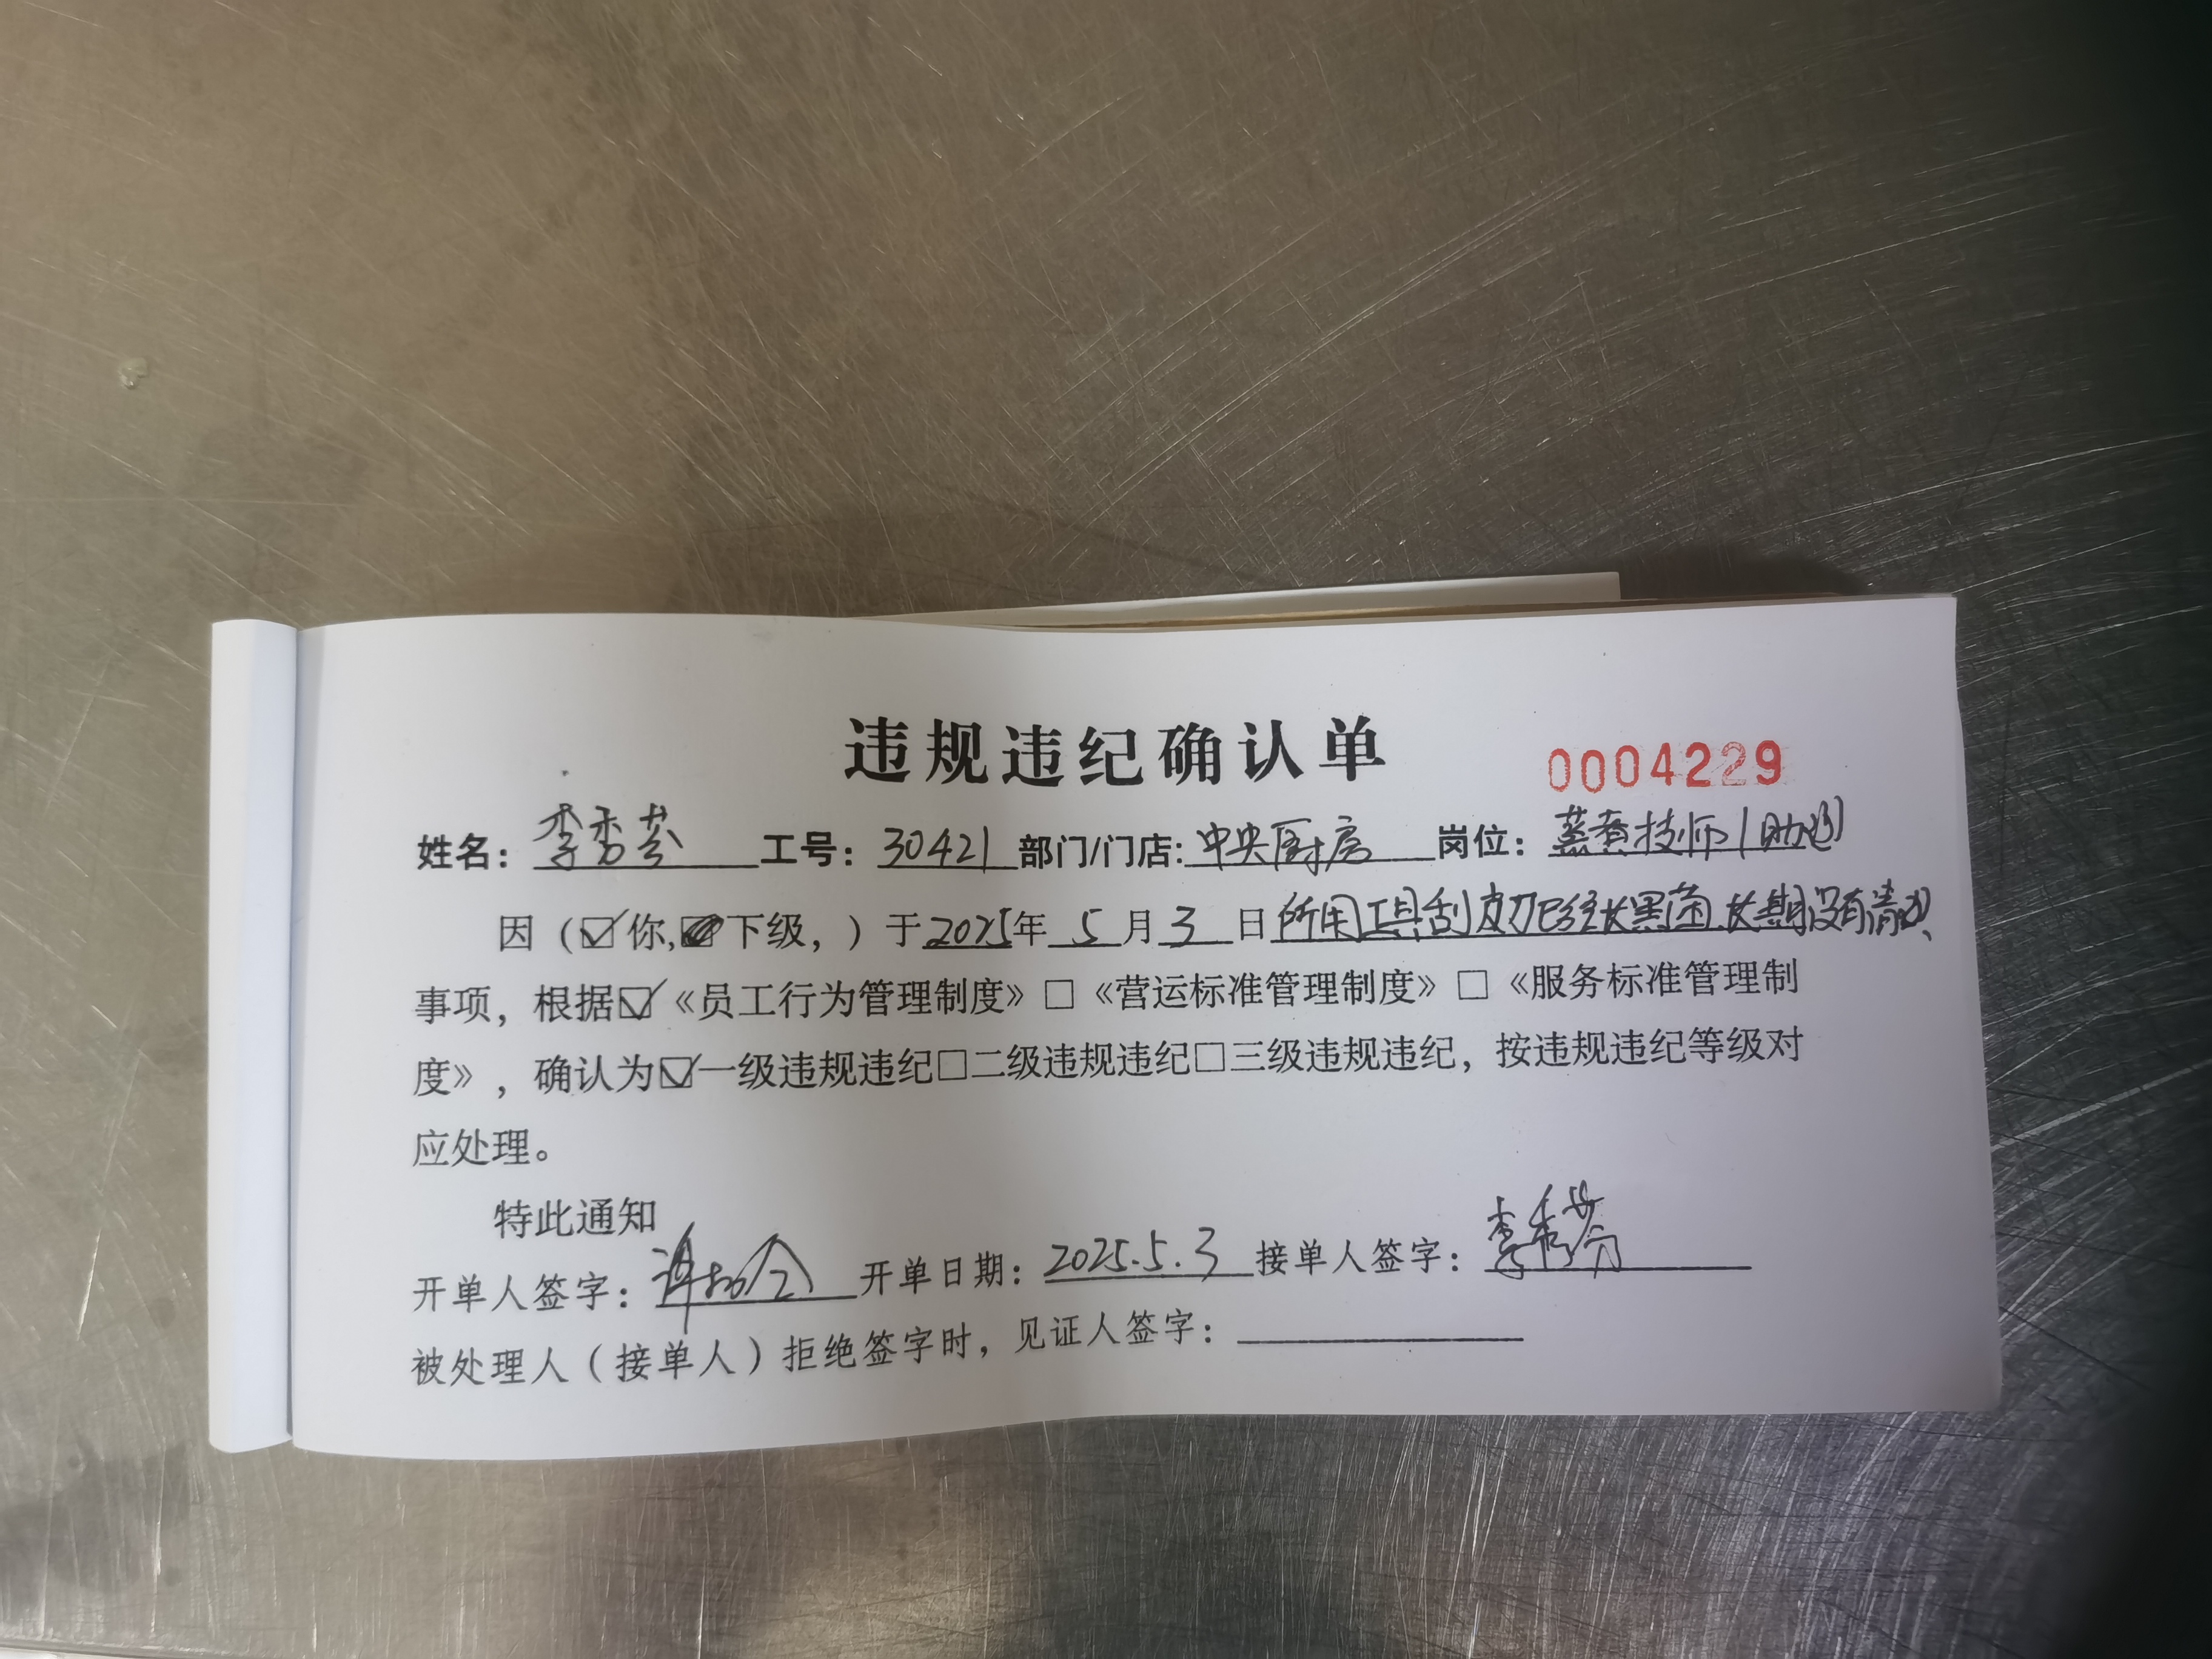 违规违纪确认单
0004229
姓名：李秀芬 工号：30421 部门/门店：中央厨房 岗位：蒸煮技师
因（☑你，下级，）于2025年5月3日所用工具刮皮刀已经长黑菌.长期没有清洗、
事项，根据☑《员工行为管理制度》□《营运标准管理制度》□《服务标准管理制
度》，确认为☑一级违规违纪□二级违规违纪□三级违规违纪，按违规违纪等级对
应处理。
特此通知
开单人签字： 开单日期：2025.5.3 接单人签字：李秀芬
被处理人（接单人）拒绝签字时，见证人签字：